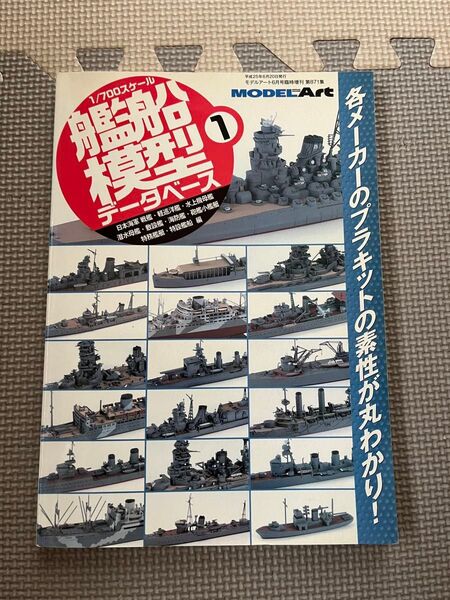 平成25年6月20日発行
モデルアート6月号臨時増刊 第871集
MODEL Art
1/700スケール
艦船
模型
データベース
1
日本海軍 戦艦・軽巡洋艦・水上機母艦
潜水母艦・敷設艦・海防艦・砲艦小艦艇
特務艦艇・特設艦船 編
各メーカーのプラキットの素性が丸わかり!